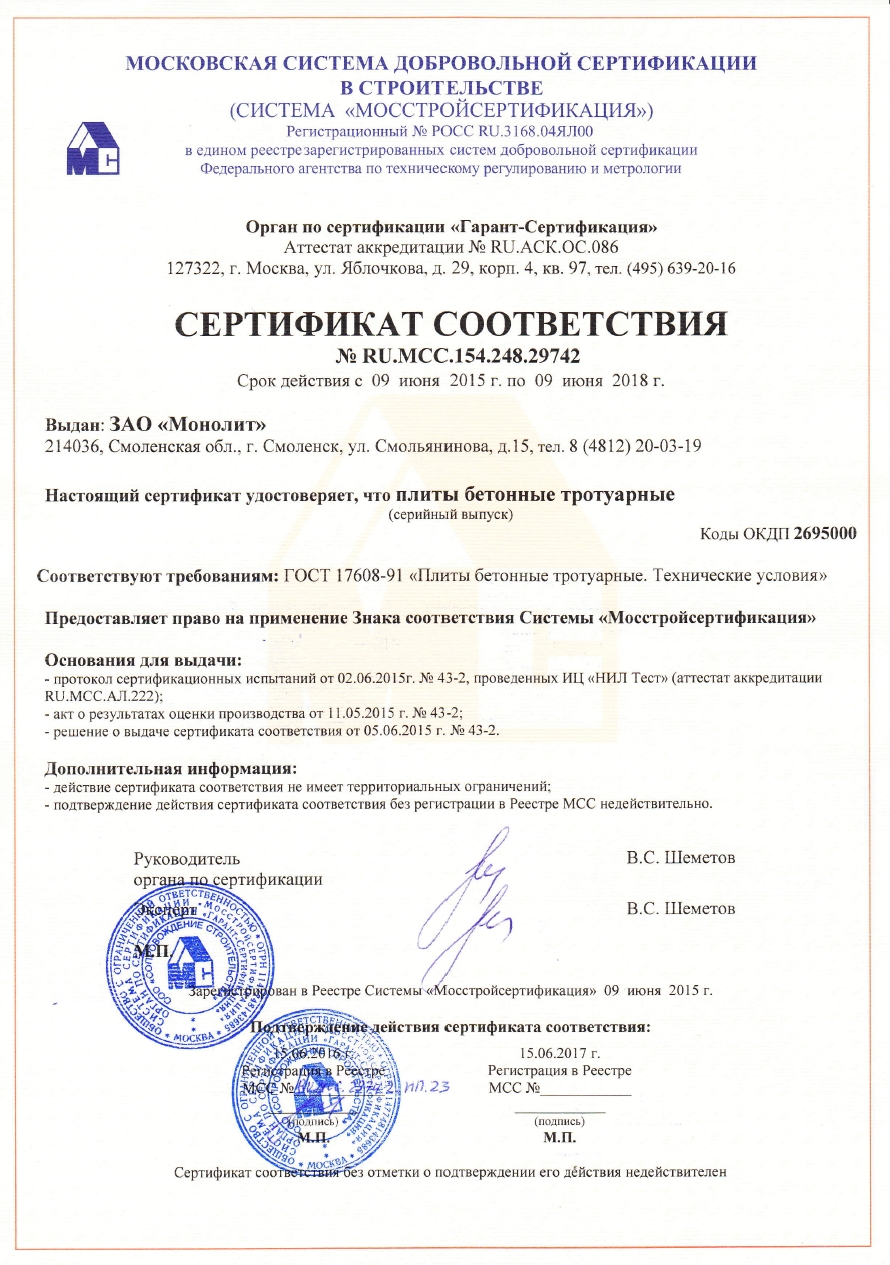 МОСКОВСКАЯ СИСТЕМА ДОБРОВОЛЬНОЙ СЕРТИФИКАЦИИ
В СТРОИТЕЛЬСТВЕ
(СИСТЕМА «МОССТРОЙСЕРТИФИКАЦИЯ»)
Регистрационный № РОСС RU.3168.04ЯЛ00
в едином реестре зарегистрированных систем добровольной сертификации
Федерального агентства по техническому регулированию и метрологии
МС
Орган по сертификации «Гарант-Сертификация»
Аттестат аккредитации № RU.АСК.ОС.086
127322, г. Москва, ул. Яблочкова, д. 29, корп. 4, кв. 97, тел. (495) 639-20-16
СЕРТИФИКАТ СООТВЕТСТВИЯ
№ RU.МСС.154.248.29742
Срок действия с 09 июня 2015 г. по 09 июня 2018 г.
Выдан: ЗАО «Монолит»
214036, Смоленская обл., г. Смоленск, ул. Смольянинова, д.15, тел. 8 (4812) 20-03-19
Настоящий сертификат удостоверяет, что плиты бетонные тротуарные
(серийный выпуск)
Коды ОКДП 2695000
Соответствуют требованиям: ГОСТ 17608-91 «Плиты бетонные тротуарные. Технические условия»
Предоставляет право на применение Знака соответствия Системы «Мосстройсертификация»
Основания для выдачи:
- протокол сертификационных испытаний от 02.06.2015г. № 43-2, проведенных ИЦ «НИЛ Тест» (аттестат аккредитации
RU.МСС.АЛ.222);
- акт о результатах оценки производства от 11.05.2015 г. № 43-2;
- решение о выдаче сертификата соответствия от 05.06.2015 г. № 43-2.
Дополнительная информация:
- действие сертификата соответствия не имеет территориальных ограничений;
- подтверждение действия сертификата соответствия без регистрации в Реестре МСС недействительно.
Руководитель В.С. Шеметов
органа по сертификации
Эксперт В.С. Шеметов
М.П.
ОБЩЕСТВО С ОГРАНИЧЕННОЙ ОТВЕТСТВЕННОСТЬЮ * ОГРН 1147748143685 * МОСКВА *
СИСТЕМА СЕРТИФИКАЦИИ «МОССТРОЙСЕРТИФИКАЦИЯ»
ОРГАН ПО СЕРТИФИКАЦИИ «ГАРАНТ-СЕРТИФИКАЦИЯ»
ООО «СОПРОВОЖДЕНИЕ СТРОИТЕЛЬСТВА»
Зарегистрирован в Реестре Системы «Мосстройсертификация» 09 июня 2015 г.
Подтверждение действия сертификата соответствия:
15.06.2016 г. 15.06.2017 г.
Регистрация в Реестре Регистрация в Реестре
МСС № 29742.ИП.23 МСС №
(подпись) (подпись)
М.П. М.П.
Сертификат соответствия без отметки о подтверждении его действия недействителен